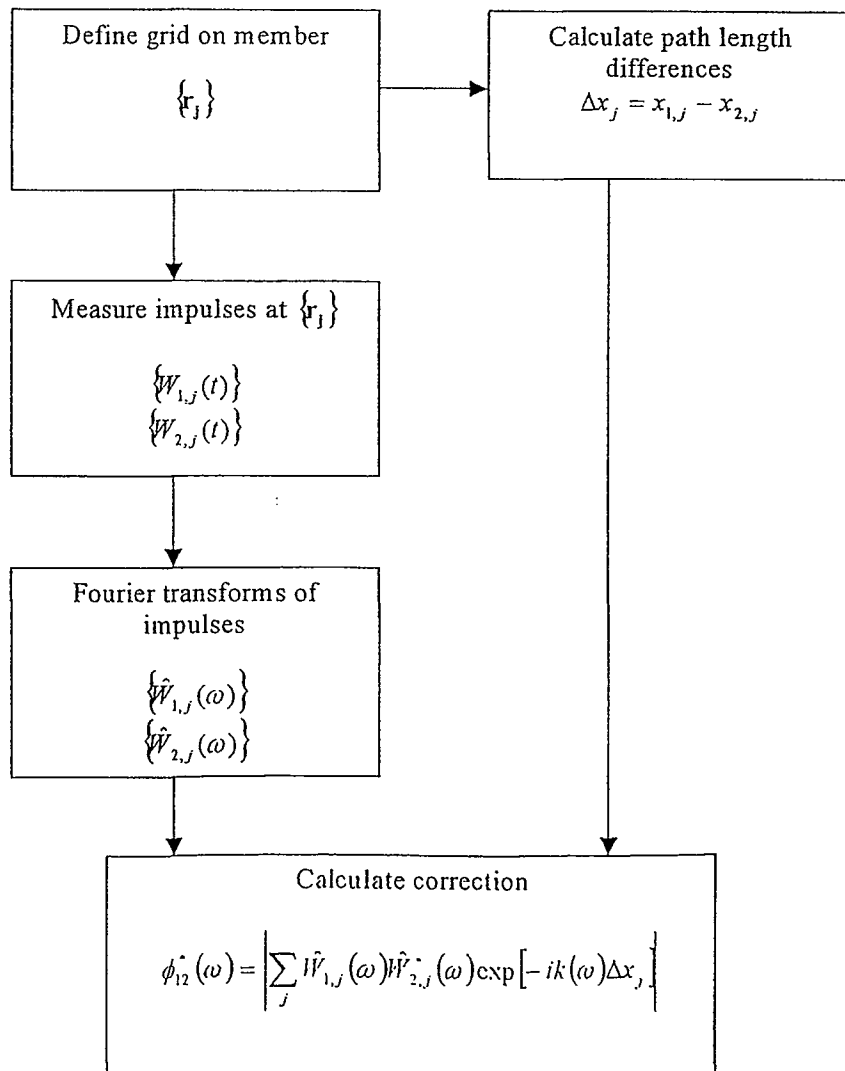 Define grid on member
{r_j}
Calculate path length
differences
Δx_j = x_{1,j} − x_{2,j}
Measure impulses at {r_j}
{W_{1,j}(t)}
{W_{2,j}(t)}
Fourier transforms of
impulses
{Ŵ_{1,j}(ω)}
{Ŵ_{2,j}(ω)}
Calculate correction
ϕ*_{12}(ω) = |∑_j Ŵ_{1,j}(ω)Ŵ*_{2,j}(ω)exp[−ik(ω)Δx_j]|